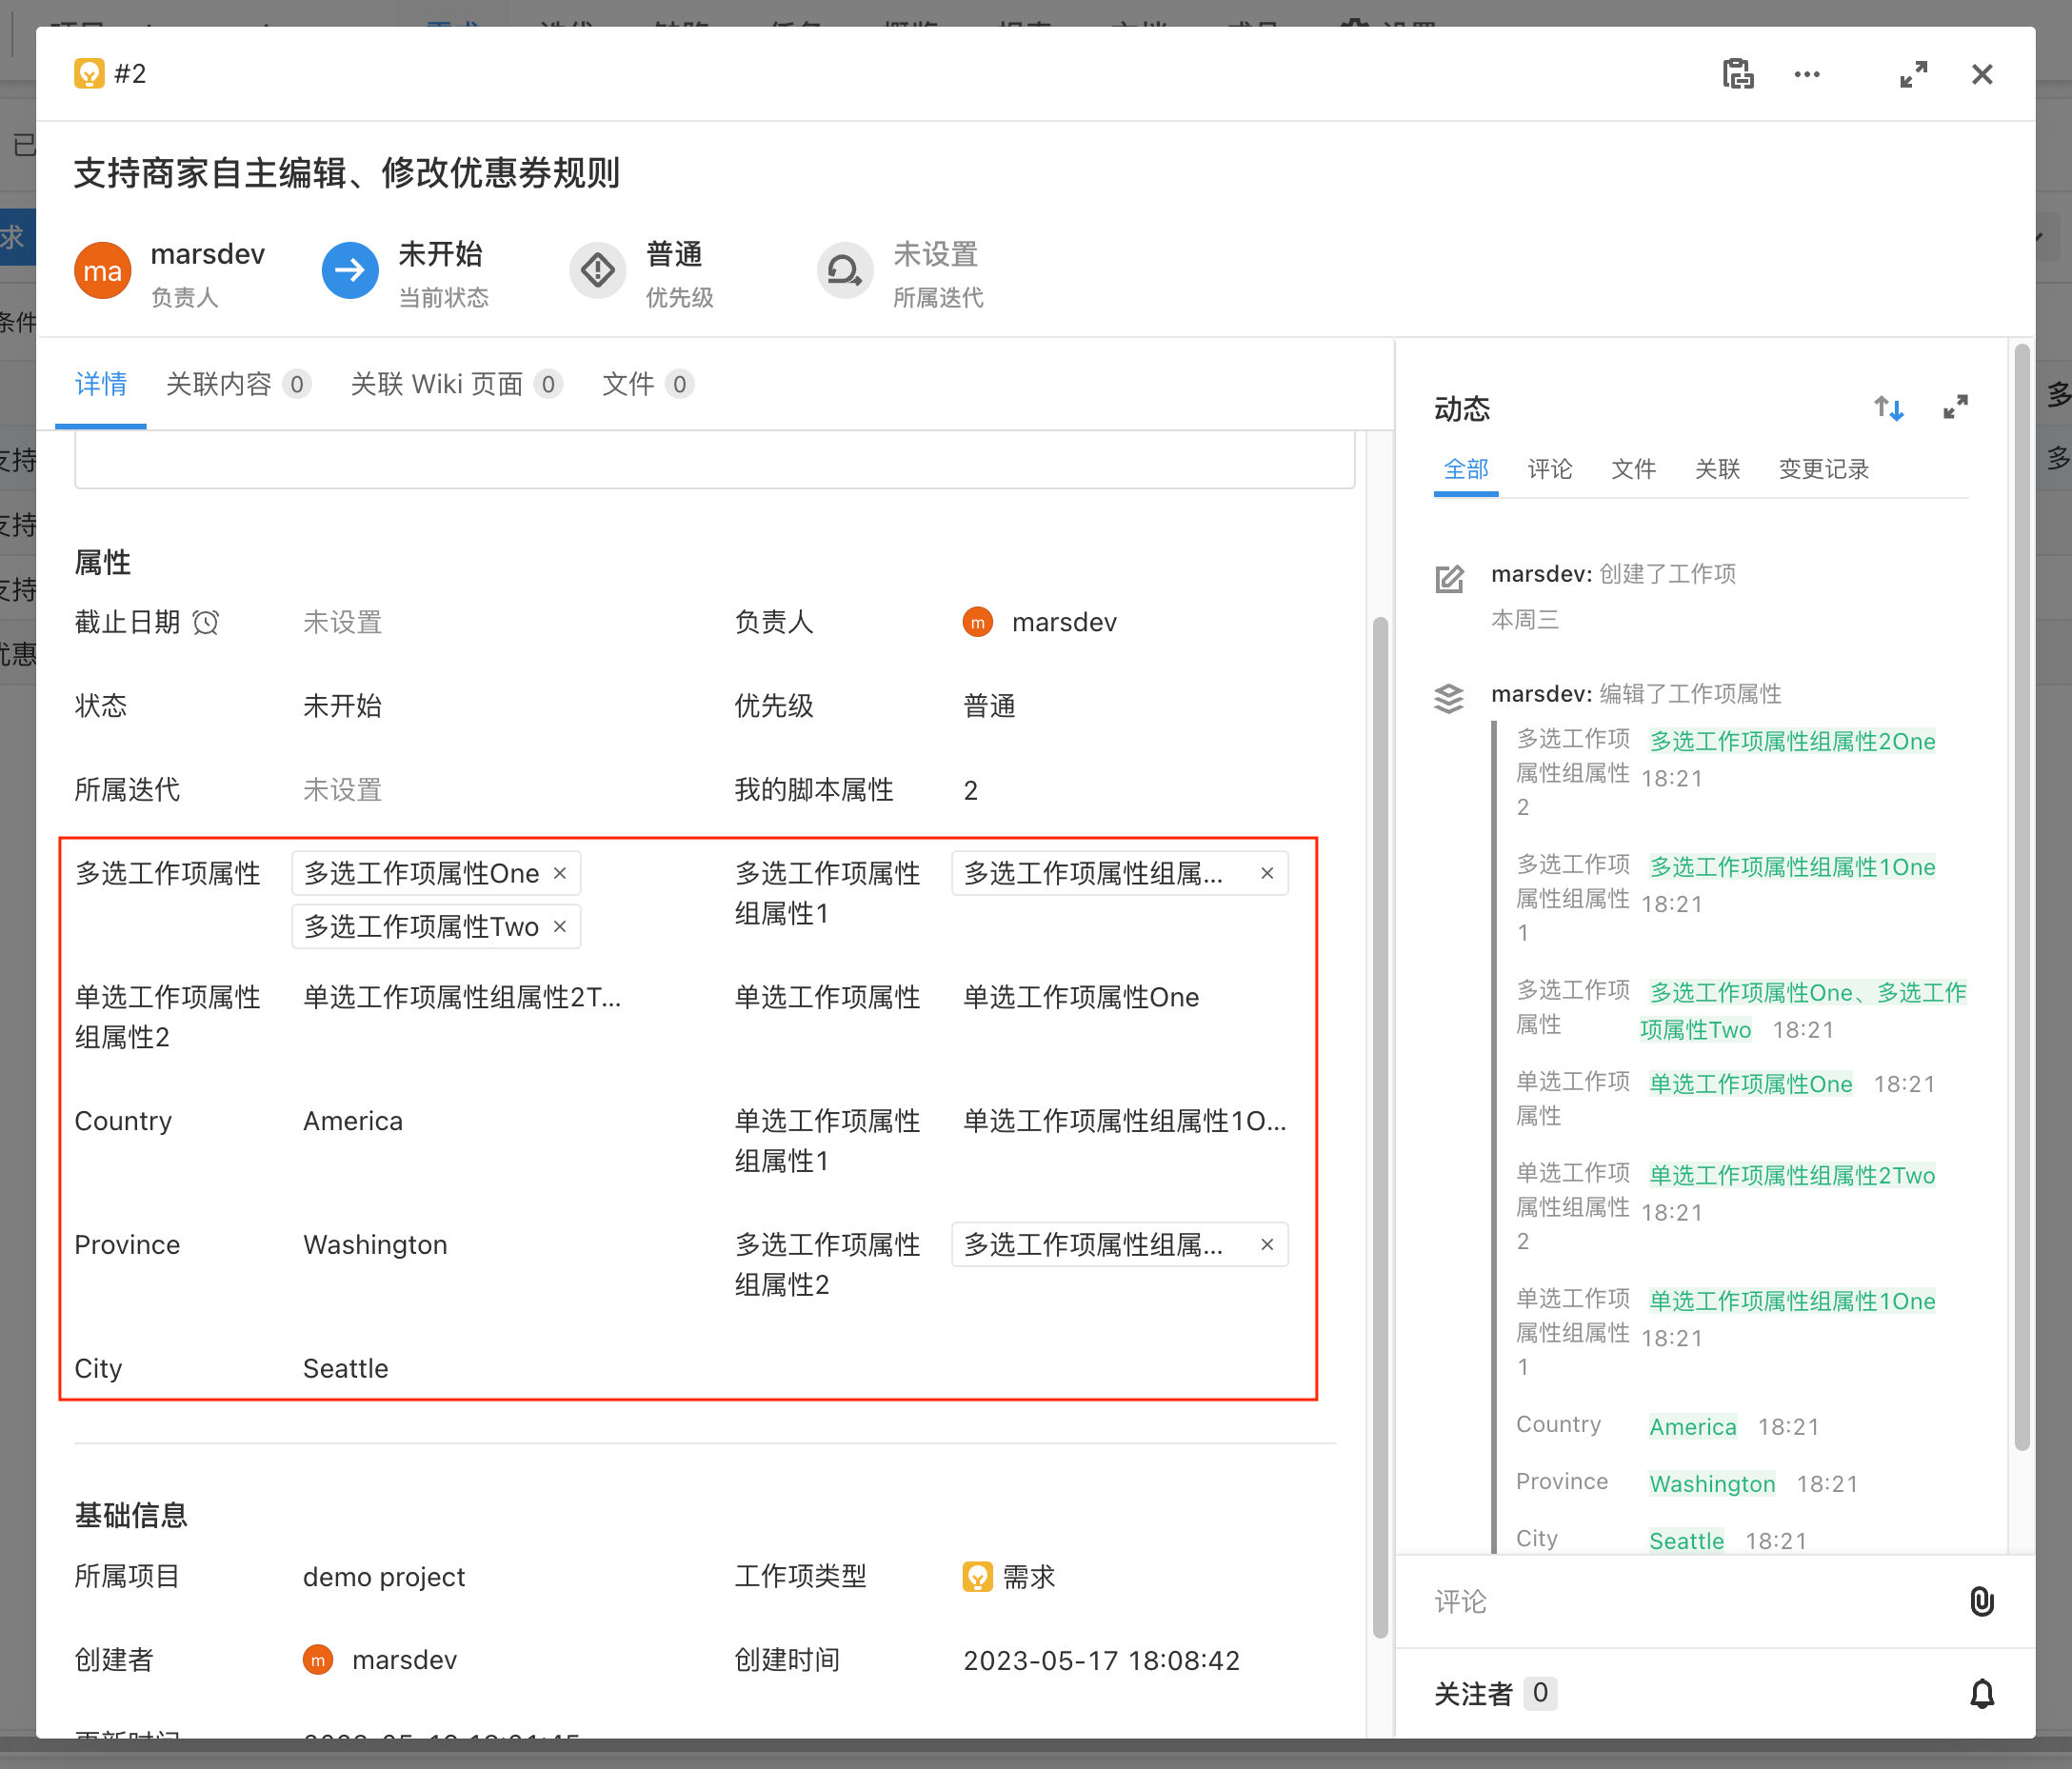 #2
支持商家自主编辑、修改优惠券规则
ma
marsdev
负责人
未开始
当前状态
普通
优先级
未设置
所属迭代
详情
关联内容 0
关联 Wiki 页面 0
文件 0
属性
截止日期
未设置
负责人
m
marsdev
状态
未开始
优先级
普通
所属迭代
未设置
我的脚本属性
2
多选工作项属性
多选工作项属性One ×
多选工作项属性Two ×
多选工作项属性
组属性1
多选工作项属性组属... ×
单选工作项属性
组属性2
单选工作项属性组属性2T...
单选工作项属性
单选工作项属性One
Country
America
单选工作项属性
组属性1
单选工作项属性组属性1O...
Province
Washington
多选工作项属性
组属性2
多选工作项属性组属... ×
City
Seattle
基础信息
所属项目
demo project
工作项类型
需求
创建者
m
marsdev
创建时间
2023-05-17 18:08:42
动态
全部
评论
文件
关联
变更记录
marsdev: 创建了工作项
本周三
marsdev: 编辑了工作项属性
多选工作项
属性组属性
2
多选工作项属性组属性2One
18:21
多选工作项
属性组属性
1
多选工作项属性组属性1One
18:21
多选工作项
属性
多选工作项属性One、多选工作
项属性Two 18:21
单选工作项
属性
单选工作项属性One 18:21
单选工作项
属性组属性
2
单选工作项属性组属性2Two
18:21
单选工作项
属性组属性
1
单选工作项属性组属性1One
18:21
Country
America 18:21
Province
Washington 18:21
City
Seattle 18:21
评论
关注者 0